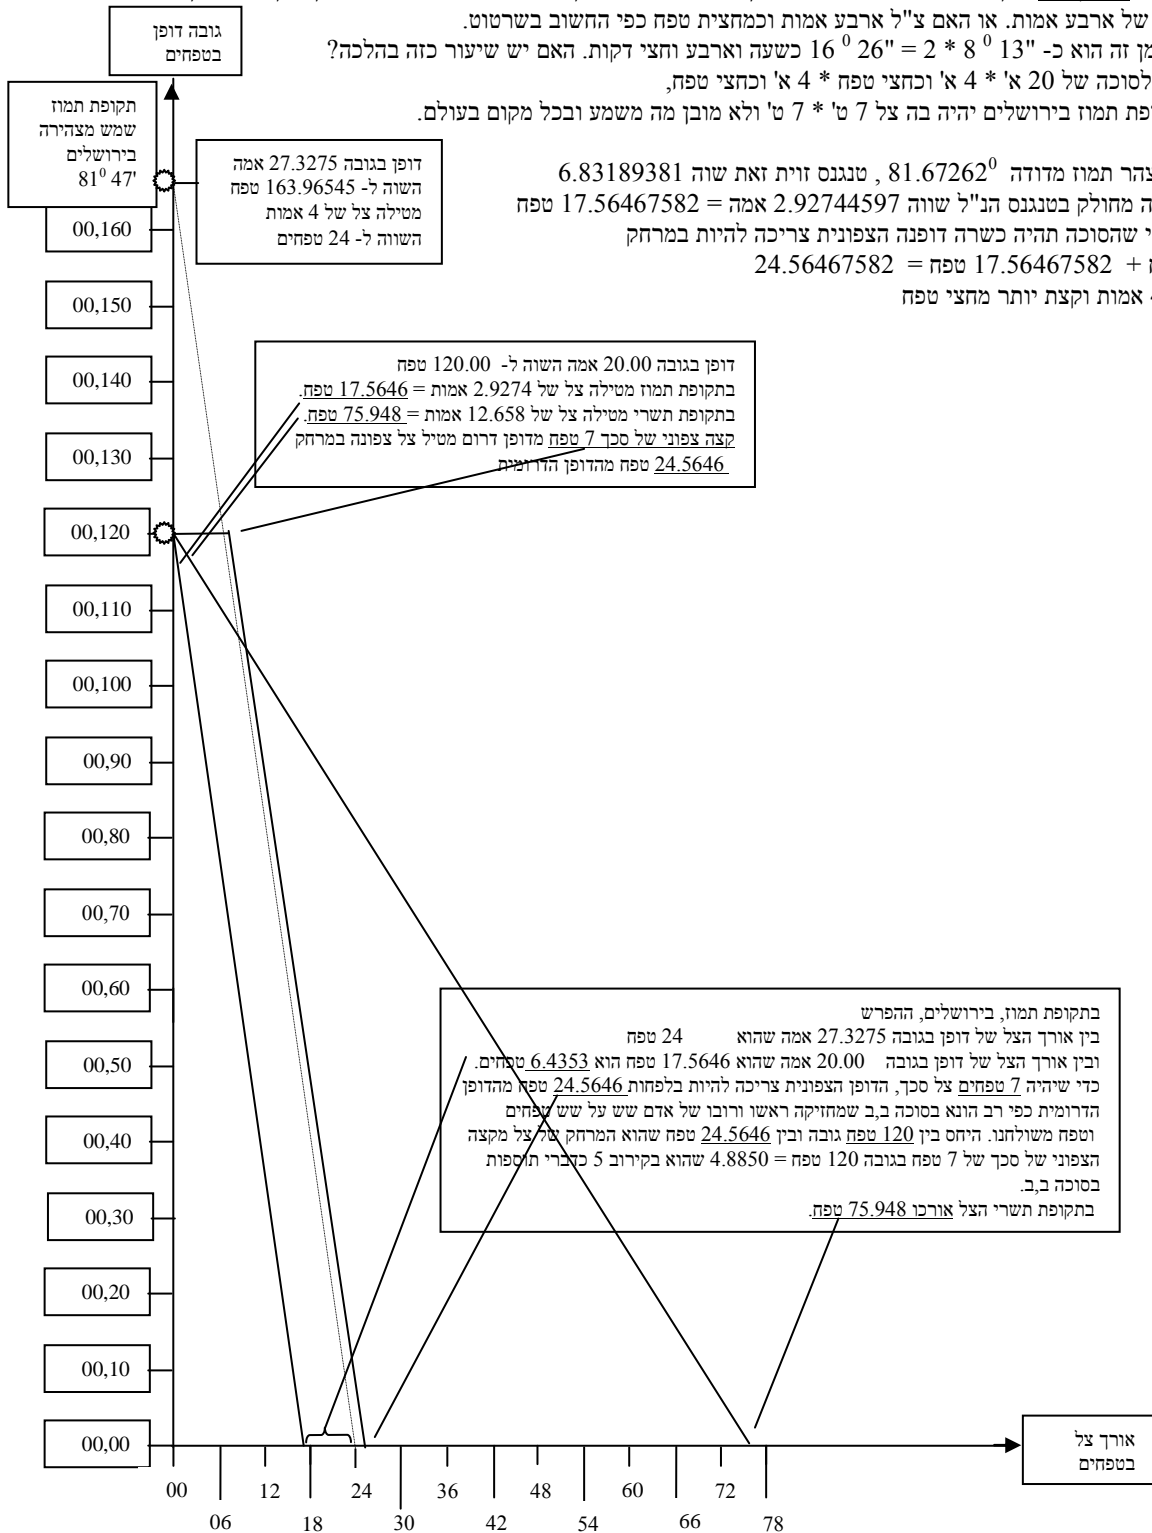 של ארבע אמות. או האם צ"ל ארבע אמות וכמחצית טפח כפי החשוב בשרטוט.
מן זה הוא כ- "13 ⁰ 8 * 2 = "26 ⁰ 16 כשעה וארבע וחצי דקות. האם יש שיעור כזה בהלכה?
לסוכה של 20 א' * 4 א' וכחצי טפח * 4 א' וכחצי טפח,
ופת תמוז בירושלים יהיה בה צל 7 ט' * 7 ט' ולא מובן מה משמע ובכל מקום בעולם.
צהר תמוז מדודה 81.67262⁰ , טנגנס זוית זאת שוה 6.83189381
ה מחולק בטנגנס הנ"ל שווה 2.92744597 אמה = 17.56467582 טפח
י שהסוכה תהיה כשרה דופנה הצפונית צריכה להיות במרחק
+ 17.56467582 טפח = 24.56467582
אמות וקצת יותר מחצי טפח
גובה דופן
בטפחים
תקופת תמוז
שמש מצהירה
בירושלים
81⁰ 47'
דופן בגובה 27.3275 אמה
השוה ל- 163.96545 טפח
מטילה צל של 4 אמות
השווה ל- 24 טפחים
דופן בגובה 20.00 אמה השוה ל- 120.00 טפח
בתקופת תמוז מטילה צל של 2.9274 אמות = 17.5646 טפח.
בתקופת תשרי מטילה צל של 12.658 אמות = 75.948 טפח.
קצה צפוני של סכך 7 טפח מדופן דרום מטיל צל צפונה במרחק
24.5646 טפח מהדופן הדרומית
00,160
00,150
00,140
00,130
00,120
00,110
00,100
00,90
00,80
00,70
00,60
00,50
00,40
00,30
00,20
00,10
00,00
בתקופת תמוז, בירושלים, ההפרש
בין אורך הצל של דופן בגובה 27.3275 אמה שהוא 24 טפח
ובין אורך הצל של דופן בגובה 20.00 אמה שהוא 17.5646 טפח הוא 6.4353 טפחים.
כדי שיהיה 7 טפחים צל סכך, הדופן הצפונית צריכה להיות בלפחות 24.5646 טפח מהדופן
הדרומית כפי רב הונא בסוכה ב,ב שמחזיקה ראשו ורובו של אדם שש על שש טפחים
וטפח משולחנו. היחס בין 120 טפח גובה ובין 24.5646 טפח שהוא המרחק של צל מקצה
הצפוני של סכך של 7 טפח בגובה 120 טפח = 4.8850 שהוא בקירוב 5 כדברי תוספות
בסוכה ב,ב.
בתקופת תשרי הצל אורכו 75.948 טפח.
אורך צל
בטפחים
00 12 24 36 48 60 72
06 18 30 42 54 66 78